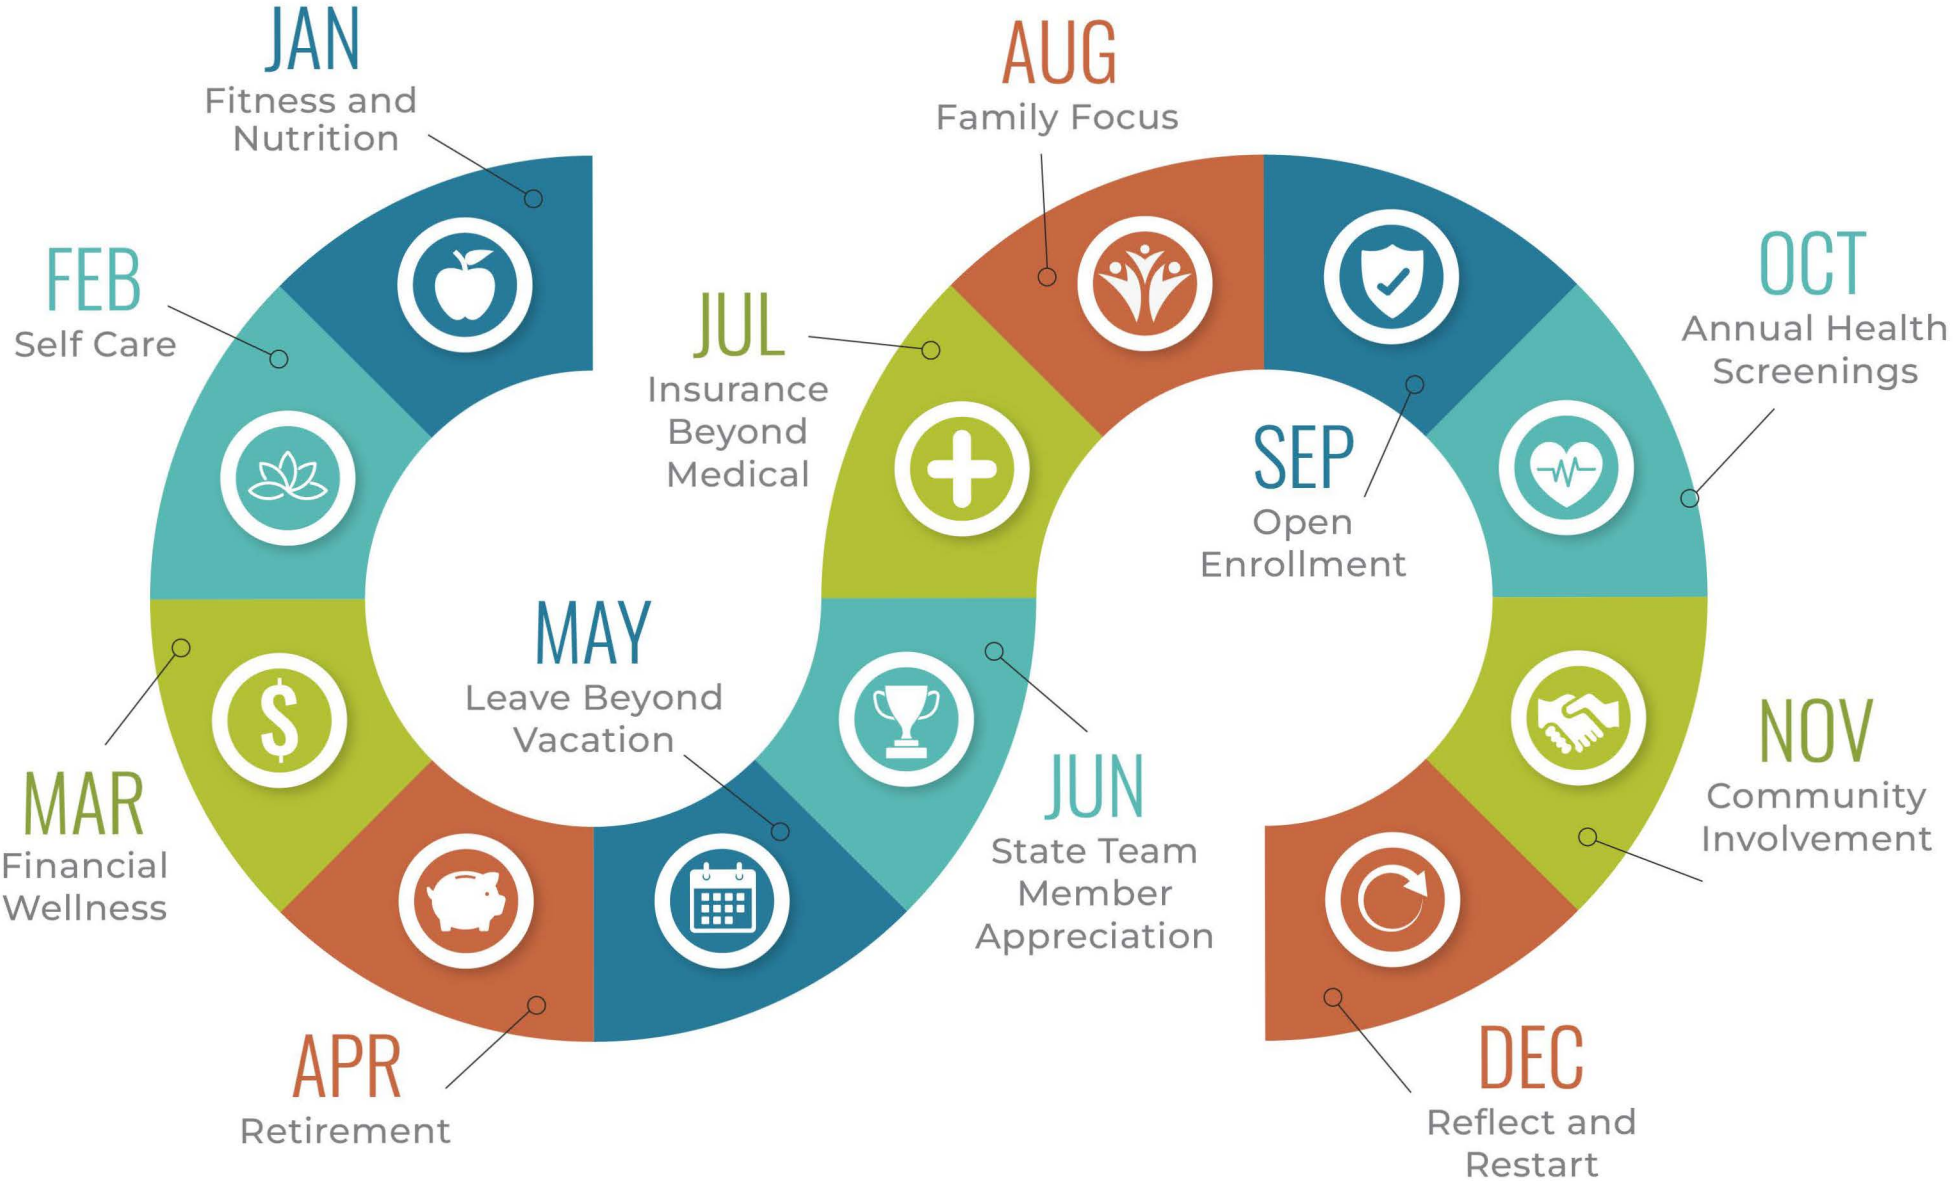 JAN
Fitness and
Nutrition
FEB
Self Care
MAR
Financial
Wellness
APR
Retirement
MAY
Leave Beyond
Vacation
JUN
State Team
Member
Appreciation
JUL
Insurance
Beyond
Medical
AUG
Family Focus
SEP
Open
Enrollment
OCT
Annual Health
Screenings
NOV
Community
Involvement
DEC
Reflect and
Restart